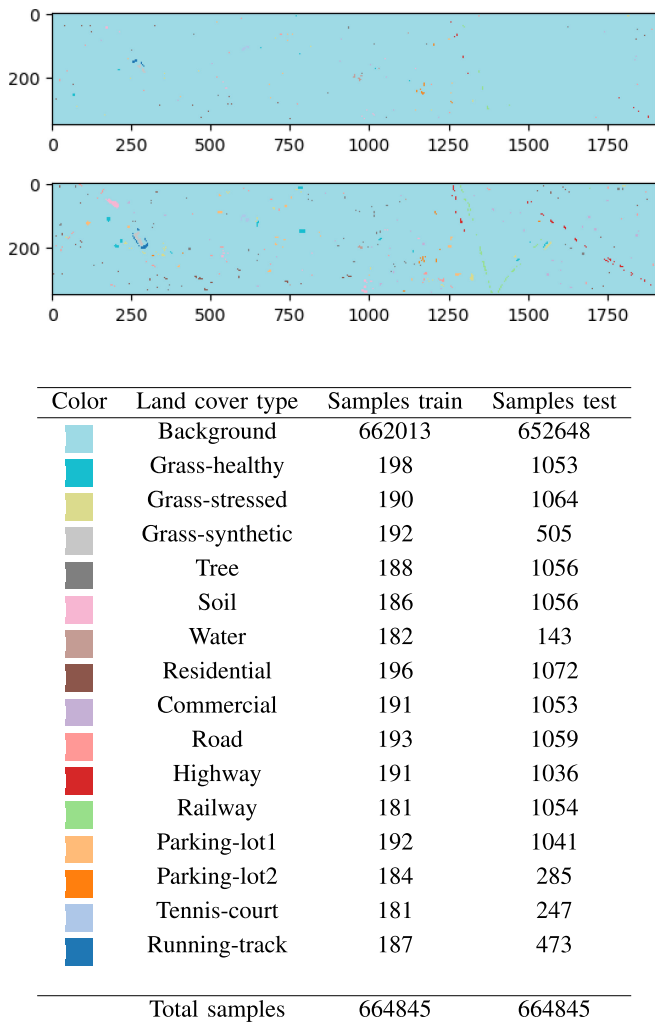 0
200
0 250 500 750 1000 1250 1500 1750
0
200
0 250 500 750 1000 1250 1500 1750
Color Land cover type Samples train Samples test
Background 662013 652648
Grass-healthy 198 1053
Grass-stressed 190 1064
Grass-synthetic 192 505
Tree 188 1056
Soil 186 1056
Water 182 143
Residential 196 1072
Commercial 191 1053
Road 193 1059
Highway 191 1036
Railway 181 1054
Parking-lot1 192 1041
Parking-lot2 184 285
Tennis-court 181 247
Running-track 187 473
Total samples 664845 664845